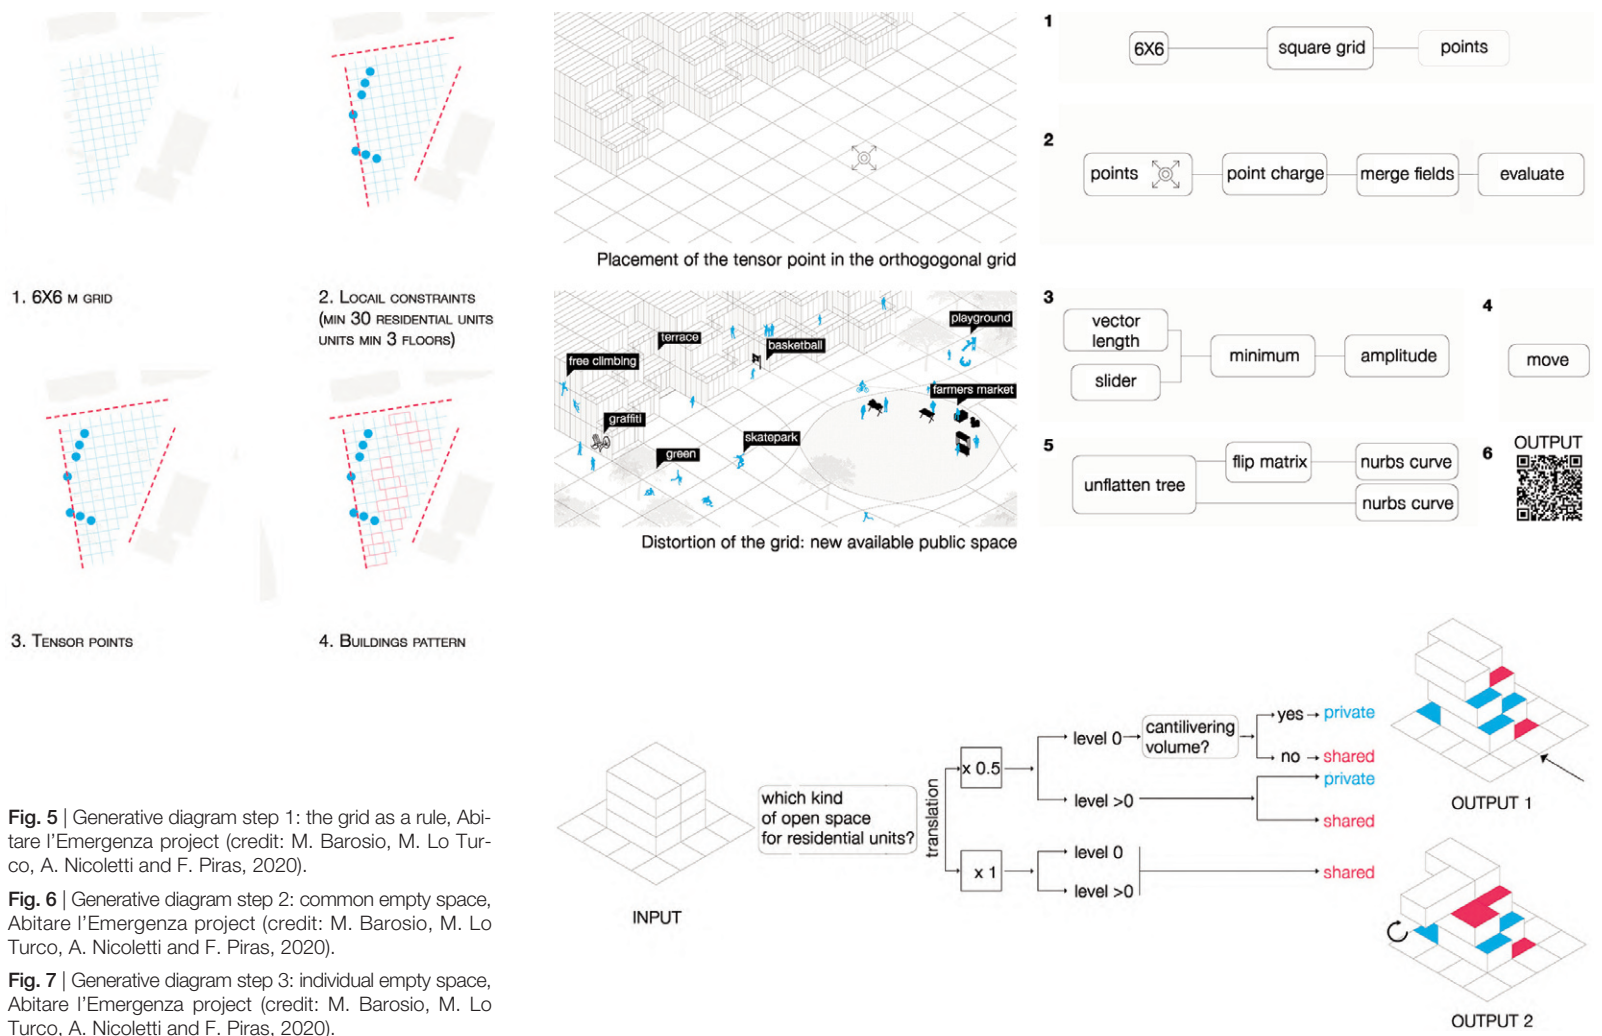 1. 6X6 M GRID
2. LOCAIL CONSTRAINTS
(MIN 30 RESIDENTIAL UNITS
UNITS MIN 3 FLOORS)
3. TENSOR POINTS
4. BUILDINGS PATTERN
Placement of the tensor point in the orthogogonal grid
free climbing
terrace
basketball
playground
farmers market
graffiti
green
skatepark
Distortion of the grid: new available public space
1
6X6
square grid
points
2
points
point charge
merge fields
evaluate
3
vector
length
slider
minimum
amplitude
4
move
5
unflatten tree
flip matrix
nurbs curve
nurbs curve
6
OUTPUT
INPUT
which kind
of open space
for residential units?
translation
x 0.5
level 0
cantilivering
volume?
yes
private
no
shared
level >0
private
shared
x 1
level 0
level >0
shared
OUTPUT 1
OUTPUT 2
Fig. 5 | Generative diagram step 1: the grid as a rule, Abi-
tare l'Emergenza project (credit: M. Barosio, M. Lo Tur-
co, A. Nicoletti and F. Piras, 2020).
Fig. 6 | Generative diagram step 2: common empty space,
Abitare l'Emergenza project (credit: M. Barosio, M. Lo
Turco, A. Nicoletti and F. Piras, 2020).
Fig. 7 | Generative diagram step 3: individual empty space,
Abitare l'Emergenza project (credit: M. Barosio, M. Lo
Turco, A. Nicoletti and F. Piras, 2020).